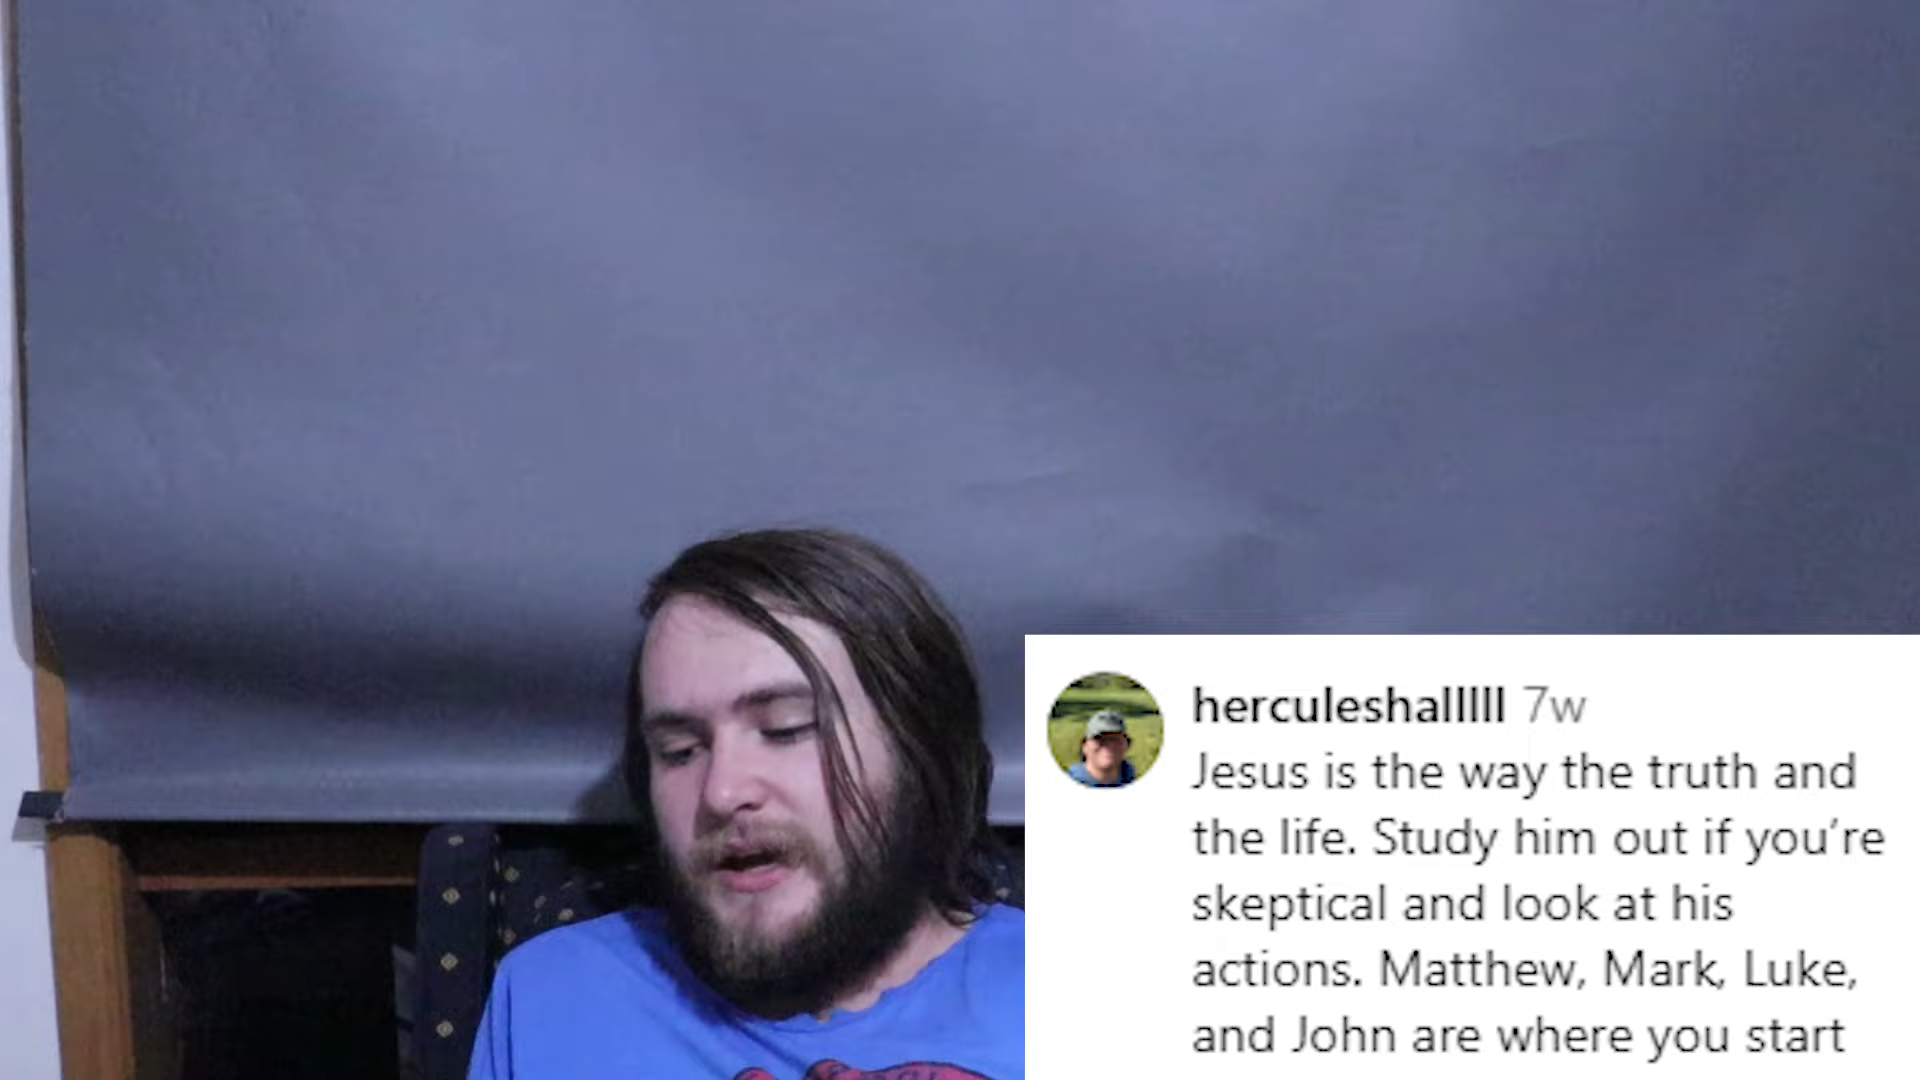 herculeshalllll 7w
Jesus is the way the truth and
the life. Study him out if you’re
skeptical and look at his
actions. Matthew, Mark, Luke,
and John are where you start